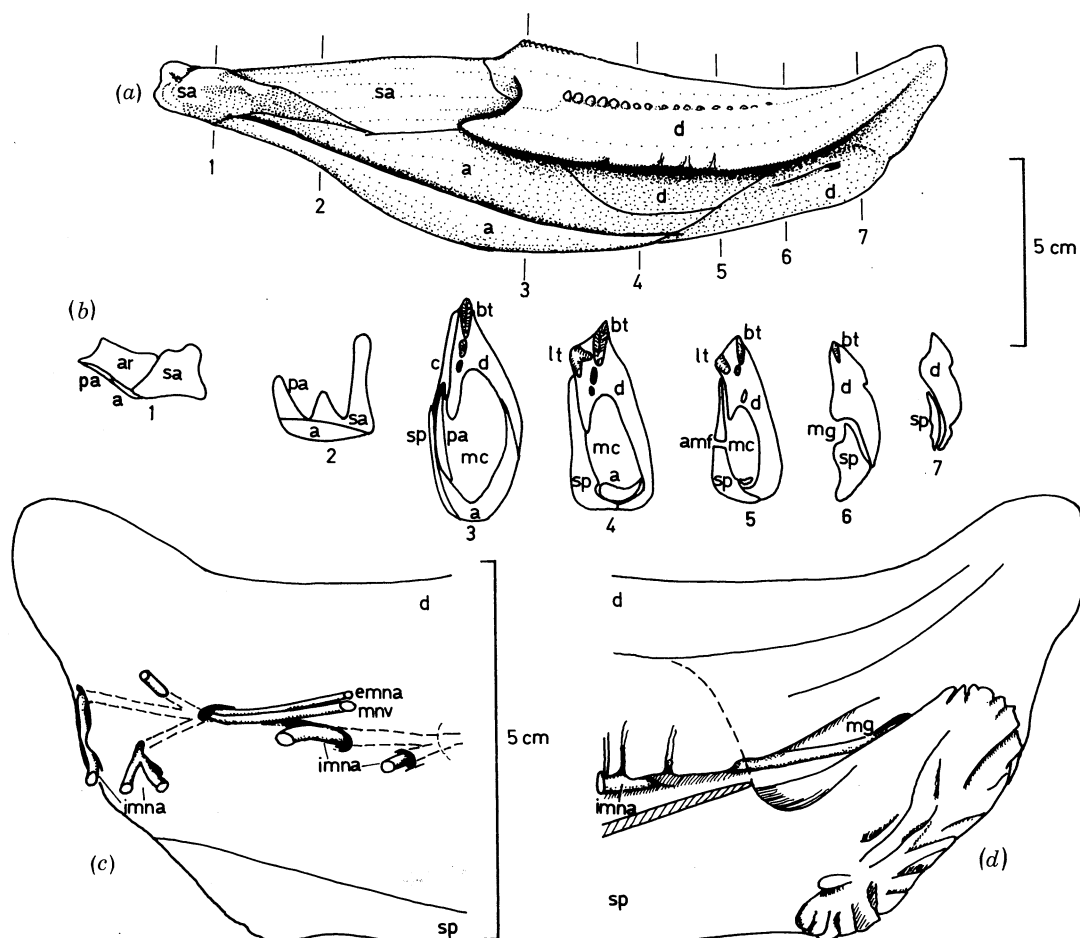 (a)
sa sa
d
1
a
2
d d
a
7
6
5
4
3
5 cm
(b)
bt bt bt bt
lt lt
ar
pa sa
a
1
pa
a sa
2
c d
sp pa
mc
a
3
d
mc
a
sp
4
d
amf mc
sp
5
d
mg
sp
6
d
sp
7
d
emna
mnv
imna
imna
(c)
sp
5 cm
d
mg
imna
(d)
sp